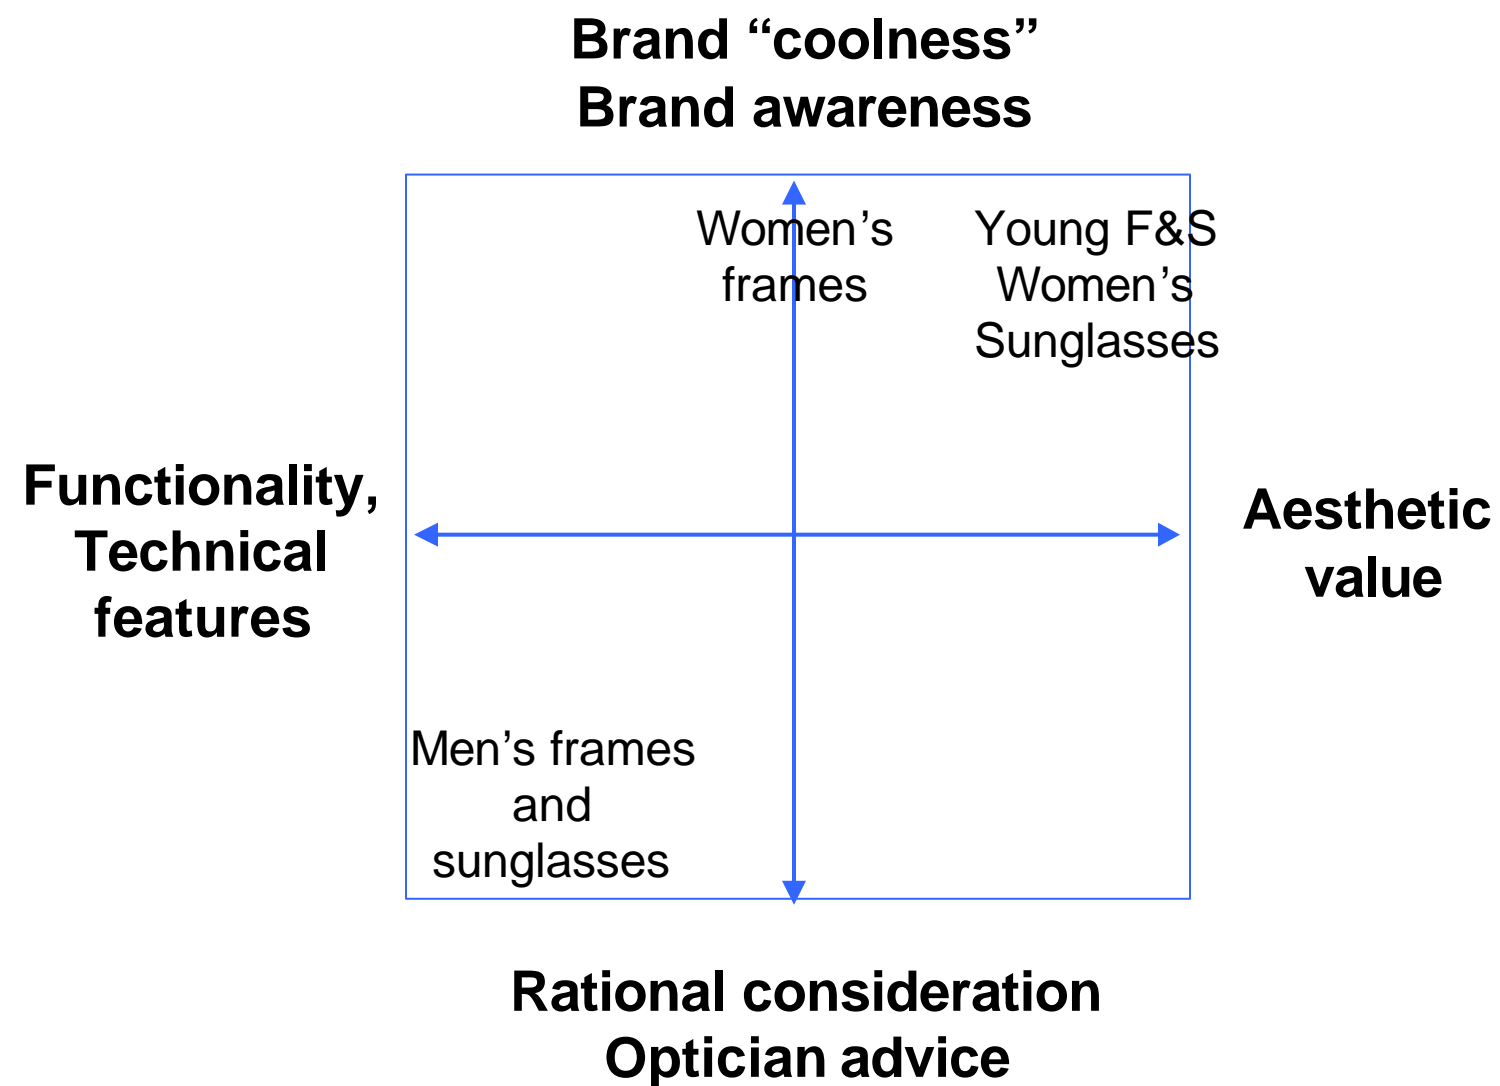 Brand “coolness”
Brand awareness
Women’s
frames
Young F&S
Women’s
Sunglasses
Functionality,
Technical
features
Aesthetic
value
Men’s frames
and
sunglasses
Rational consideration
Optician advice